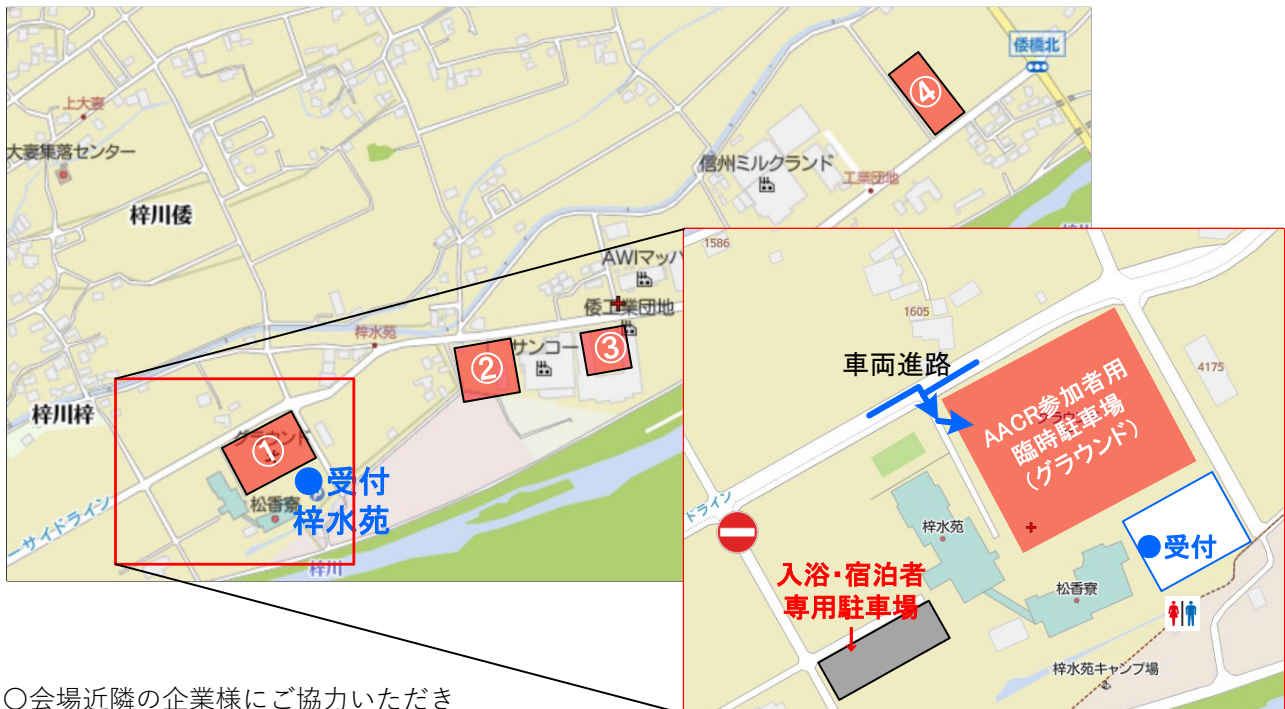 倭橋北
④
上大妻
大妻集落センター
信州ミルクランド
工業団地
梓川倭
AWIマッパ
倭工業団地
梓水苑
②
サンコー
③
梓川梓
グラウンド
①
●受付
梓水苑
松香寮
ーサイドライン
梓川
1586
1605
車両進路
4175
AACR参加者用
臨時駐車場
(グラウンド)
ドライン
梓水苑
●受付
入浴・宿泊者
専用駐車場
↓
松香寮
梓水苑キャンプ場
〇会場近隣の企業様にご協力いただき